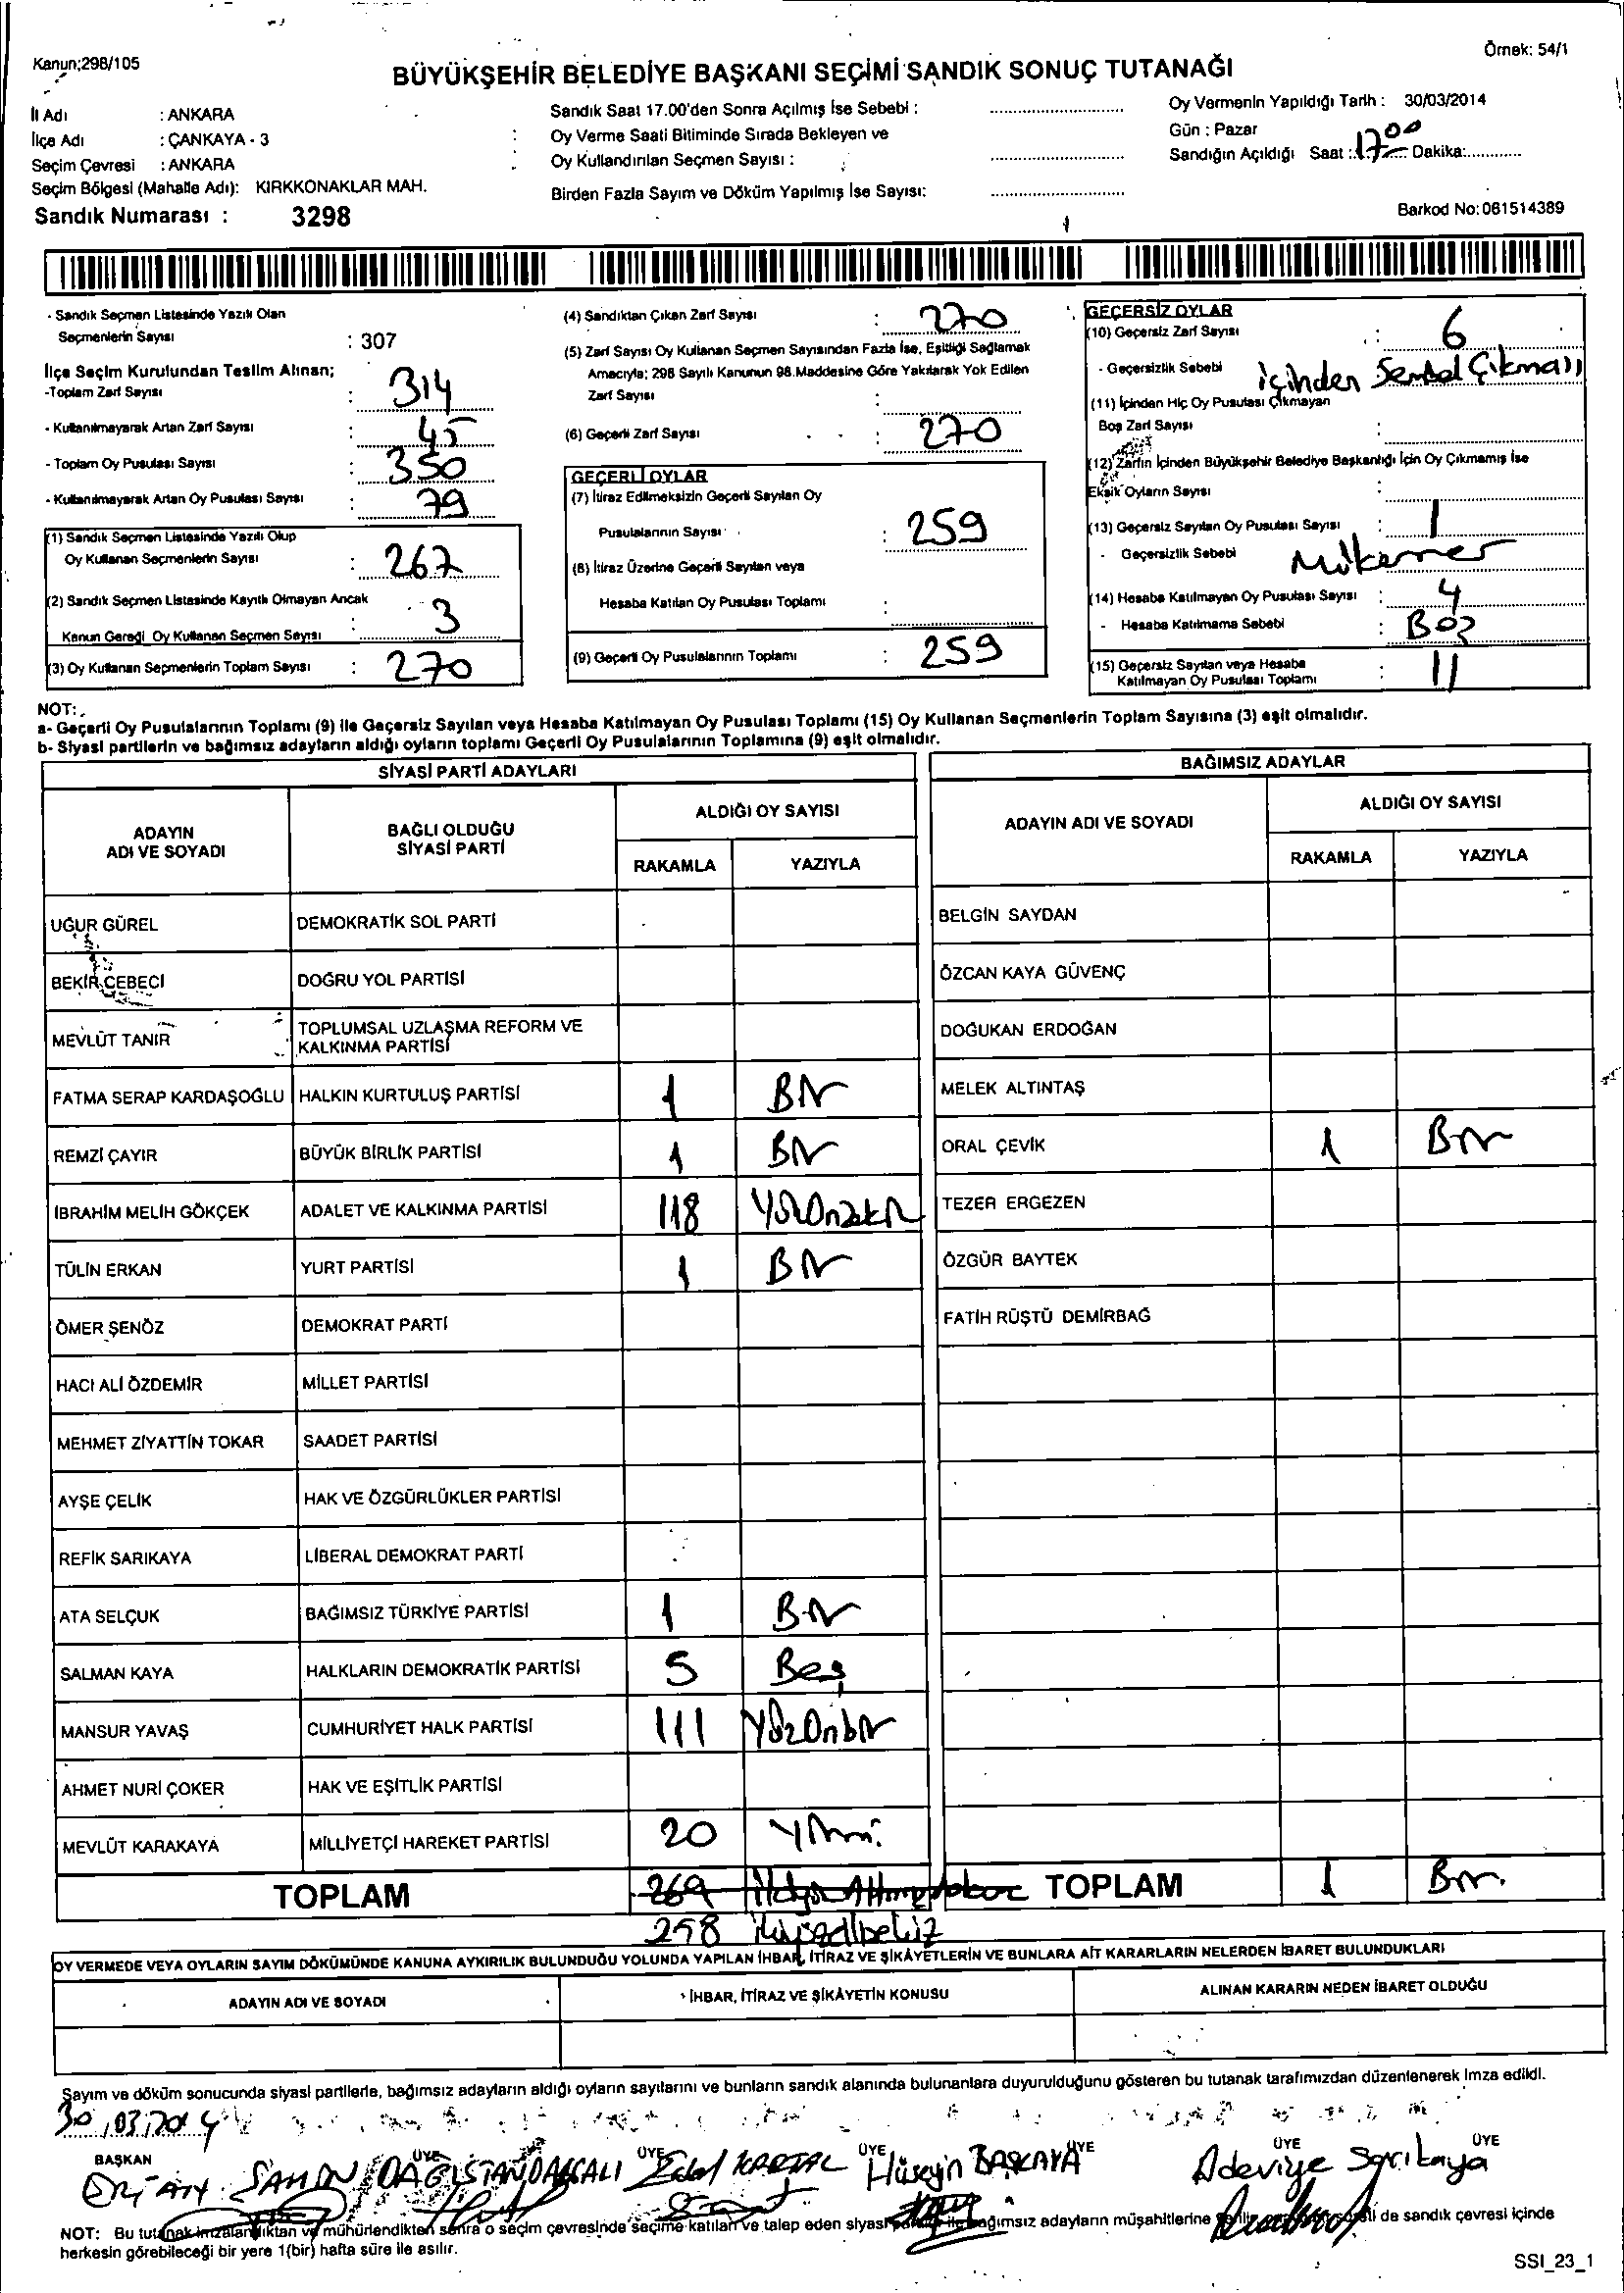 Kanun;298/105
Örnek: 54/1
BÜYÜKŞEHİR BELEDİYE BAŞKANI SEÇİMİ SANDIK SONUÇ TUTANAĞI
İl Adı : ANKARA
İlçe Adı : ÇANKAYA - 3
Seçim Çevresi : ANKARA
Seçim Bölgesi (Mahalle Adı): KIRKKONAKLAR MAH.
Sandık Numarası : 3298
Sandık Saat 17.00'den Sonra Açılmış İse Sebebi :
Oy Verme Saati Bitiminde Sırada Bekleyen ve
Oy Kullandırılan Seçmen Sayısı :
Birden Fazla Sayım ve Döküm Yapılmış İse Sayısı:
Oy Vermenin Yapıldığı Tarih : 30/03/2014
Gün : Pazar
Sandığın Açıldığı Saat : 17 00 Dakika:
Barkod No:061514389
- Sandık Seçmen Listesinde Yazılı Olan
Seçmenlerin Sayısı : 307
İlçe Seçim Kurulundan Teslim Alınan;
-Toplam Zarf Sayısı : 314
- Kullanılmayarak Artan Zarf Sayısı : 45
- Toplam Oy Pusulası Sayısı : 350
- Kullanılmayarak Artan Oy Pusulası Sayısı : 79
(1) Sandık Seçmen Listesinde Yazılı Olup
Oy Kullanan Seçmenlerin Sayısı : 267
(2) Sandık Seçmen Listesinde Kayıtlı Olmayan Ancak
Kanun Gereği Oy Kullanan Seçmen Sayısı : 3
(3) Oy Kullanan Seçmenlerin Toplam Sayısı : 270
(4) Sandıktan Çıkan Zarf Sayısı : 270
(5) Zarf Sayısı Oy Kullanan Seçmen Sayısından Fazla İse, Eşitliği Sağlamak
Amacıyla; 298 Sayılı Kanunun 98.Maddesine Göre Yakılarak Yok Edilen
Zarf Sayısı :
(6) Geçerli Zarf Sayısı : 270
GEÇERLİ OYLAR
(7) İtiraz Edilmeksizin Geçerli Sayılan Oy
Pusulalarının Sayısı : 259
(8) İtiraz Üzerine Geçerli Sayılan veya
Hesaba Katılan Oy Pusulası Toplamı :
(9) Geçerli Oy Pusulalarının Toplamı : 259
GEÇERSİZ OYLAR
(10) Geçersiz Zarf Sayısı : 6
- Geçersizlik Sebebi içinden Sembol Çıkması
(11) İçinden Hiç Oy Pusulası Çıkmayan
Boş Zarf Sayısı :
(12) Zarfın İçinden Büyükşehir Belediye Başkanlığı İçin Oy Çıkmamış İse
Eksik Oyların Sayısı :
(13) Geçersiz Sayılan Oy Pusulası Sayısı : 1
- Geçersizlik Sebebi Mükerrer
(14) Hesaba Katılmayan Oy Pusulası Sayısı : 4
- Hesaba Katılmama Sebebi : Boş
(15) Geçersiz Sayılan veya Hesaba
Katılmayan Oy Pusulası Toplamı : 11
NOT:
a- Geçerli Oy Pusulalarının Toplamı (9) ile Geçersiz Sayılan veya Hesaba Katılmayan Oy Pusulası Toplamı (15) Oy Kullanan Seçmenlerin Toplam Sayısına (3) eşit olmalıdır.
b- Siyasi partilerin ve bağımsız adayların aldığı oyların toplamı Geçerli Oy Pusulalarının Toplamına (9) eşit olmalıdır.
SİYASİ PARTİ ADAYLARI
ADAYIN ADI VE SOYADI
BAĞLI OLDUĞU SİYASİ PARTİ
ALDIĞI OY SAYISI
RAKAMLA YAZIYLA
UĞUR GÜREL DEMOKRATİK SOL PARTİ
BEKİR CEBECİ DOĞRU YOL PARTİSİ
MEVLÜT TANIR TOPLUMSAL UZLAŞMA REFORM VE KALKINMA PARTİSİ
FATMA SERAP KARDAŞOĞLU HALKIN KURTULUŞ PARTİSİ 1 Bir
REMZİ ÇAYIR BÜYÜK BİRLİK PARTİSİ 1 Bir
İBRAHİM MELİH GÖKÇEK ADALET VE KALKINMA PARTİSİ 118 Yüzonsekiz
TÜLİN ERKAN YURT PARTİSİ 1 Bir
ÖMER ŞENÖZ DEMOKRAT PARTİ
HACI ALİ ÖZDEMİR MİLLET PARTİSİ
MEHMET ZİYATTİN TOKAR SAADET PARTİSİ
AYŞE ÇELİK HAK VE ÖZGÜRLÜKLER PARTİSİ
REFİK SARIKAYA LİBERAL DEMOKRAT PARTİ
ATA SELÇUK BAĞIMSIZ TÜRKİYE PARTİSİ 1 Bir
SALMAN KAYA HALKLARIN DEMOKRATİK PARTİSİ 5 Beş
MANSUR YAVAŞ CUMHURİYET HALK PARTİSİ 111 Yüzonbir
AHMET NURİ ÇOKER HAK VE EŞİTLİK PARTİSİ
MEVLÜT KARAKAYA MİLLİYETÇİ HAREKET PARTİSİ 20 Yirmi
TOPLAM 269
258
BAĞIMSIZ ADAYLAR
ADAYIN ADI VE SOYADI
ALDIĞI OY SAYISI
RAKAMLA YAZIYLA
BELGİN SAYDAN
ÖZCAN KAYA GÜVENÇ
DOĞUKAN ERDOĞAN
MELEK ALTINTAŞ
ORAL ÇEVİK 1 Bir
TEZER ERGEZEN
ÖZGÜR BAYTEK
FATİH RÜŞTÜ DEMİRBAĞ
TOPLAM 1 Bir
OY VERMEDE VEYA OYLARIN SAYIM DÖKÜMÜNDE KANUNA AYKIRILIK BULUNDUĞU YOLUNDA YAPILAN İHBAR, İTİRAZ VE ŞİKÂYETLERİN VE BUNLARA AİT KARARLARIN NELERDEN İBARET BULUNDUKLARI
ADAYIN ADI VE SOYADI
İHBAR, İTİRAZ VE ŞİKÂYETİN KONUSU
ALINAN KARARIN NEDEN İBARET OLDUĞU
Sayım ve döküm sonucunda siyasi partilerle, bağımsız adayların aldığı oyların sayılarını ve bunların sandık alanında bulunanlara duyurulduğunu gösteren bu tutanak tarafımızdan düzenlenerek imza edildi.
30/03/2014
BAŞKAN ÜYE ÜYE ÜYE ÜYE ÜYE ÜYE
KARTAL Hüseyin BAŞKAYA Adeviye Sarıkaya
NOT: Bu tutanak imzalandıktan ve mühürlendikten sonra o seçim çevresinde seçime katılan ve talep eden siyasi bağımsız adayların müşahitlerine de sandık çevresi içinde
herkesin görebileceği bir yere 1(bir) hafta süre ile asılır.
SSI_23_1